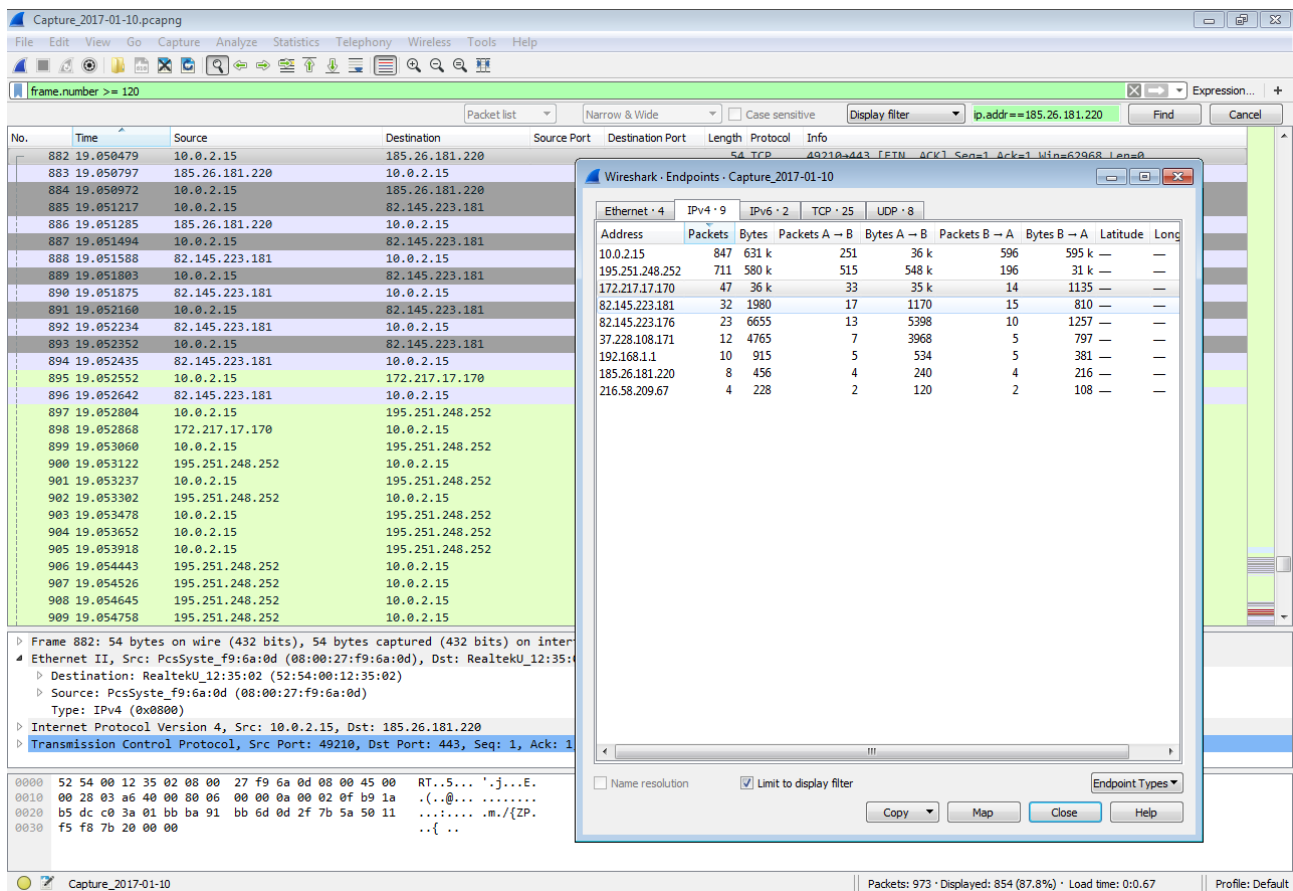 Capture_2017-01-10.pcapng
File Edit View Go Capture Analyze Statistics Telephony Wireless Tools Help
frame.number >= 120 Expression... +
Packet list Narrow & Wide Case sensitive Display filter ip.addr==185.26.181.220 Find Cancel
No. Time Source Destination Source Port Destination Port Length Protocol Info
882 19.050479 10.0.2.15 185.26.181.220 54 TCP 49210→443 [FIN, ACK] Seq=1 Ack=1 Win=62968 Len=0
883 19.050797 185.26.181.220 10.0.2.15
884 19.050972 10.0.2.15 185.26.181.220
885 19.051217 10.0.2.15 82.145.223.181
886 19.051285 185.26.181.220 10.0.2.15
887 19.051494 10.0.2.15 82.145.223.181
888 19.051588 82.145.223.181 10.0.2.15
889 19.051803 10.0.2.15 82.145.223.181
890 19.051875 82.145.223.181 10.0.2.15
891 19.052160 10.0.2.15 82.145.223.181
892 19.052234 82.145.223.181 10.0.2.15
893 19.052352 10.0.2.15 82.145.223.181
894 19.052435 82.145.223.181 10.0.2.15
895 19.052552 10.0.2.15 172.217.17.170
896 19.052642 82.145.223.181 10.0.2.15
897 19.052804 10.0.2.15 195.251.248.252
898 19.052868 172.217.17.170 10.0.2.15
899 19.053060 10.0.2.15 195.251.248.252
900 19.053122 195.251.248.252 10.0.2.15
901 19.053237 10.0.2.15 195.251.248.252
902 19.053302 195.251.248.252 10.0.2.15
903 19.053478 10.0.2.15 195.251.248.252
904 19.053652 10.0.2.15 195.251.248.252
905 19.053918 10.0.2.15 195.251.248.252
906 19.054443 195.251.248.252 10.0.2.15
907 19.054526 195.251.248.252 10.0.2.15
908 19.054645 195.251.248.252 10.0.2.15
909 19.054758 195.251.248.252 10.0.2.15
Wireshark · Endpoints · Capture_2017-01-10
Ethernet · 4 IPv4 · 9 IPv6 · 2 TCP · 25 UDP · 8
Address Packets Bytes Packets A → B Bytes A → B Packets B → A Bytes B → A Latitude Long
10.0.2.15 847 631 k 251 36 k 596 595 k — —
195.251.248.252 711 580 k 515 548 k 196 31 k — —
172.217.17.170 47 36 k 33 35 k 14 1135 — —
82.145.223.181 32 1980 17 1170 15 810 — —
82.145.223.176 23 6655 13 5398 10 1257 — —
37.228.108.171 12 4765 7 3968 5 797 — —
192.168.1.1 10 915 5 534 5 381 — —
185.26.181.220 8 456 4 240 4 216 — —
216.58.209.67 4 228 2 120 2 108 — —
Name resolution Limit to display filter Endpoint Types
Copy Map Close Help
Frame 882: 54 bytes on wire (432 bits), 54 bytes captured (432 bits) on inter
Ethernet II, Src: PcsSyste_f9:6a:0d (08:00:27:f9:6a:0d), Dst: RealtekU_12:35:
Destination: RealtekU_12:35:02 (52:54:00:12:35:02)
Source: PcsSyste_f9:6a:0d (08:00:27:f9:6a:0d)
Type: IPv4 (0x0800)
Internet Protocol Version 4, Src: 10.0.2.15, Dst: 185.26.181.220
Transmission Control Protocol, Src Port: 49210, Dst Port: 443, Seq: 1, Ack: 1
0000 52 54 00 12 35 02 08 00 27 f9 6a 0d 08 00 45 00 RT..5... '.j...E.
0010 00 28 03 a6 40 00 80 06 00 00 0a 00 02 0f b9 1a .(..@... ........
0020 b5 dc c0 3a 01 bb ba 91 bb 6d 0d 2f 7b 5a 50 11 ...:.... .m./{ZP.
0030 f5 f8 7b 20 00 00 ..{ ..
Capture_2017-01-10 Packets: 973 · Displayed: 854 (87.8%) · Load time: 0:0.67 Profile: Default